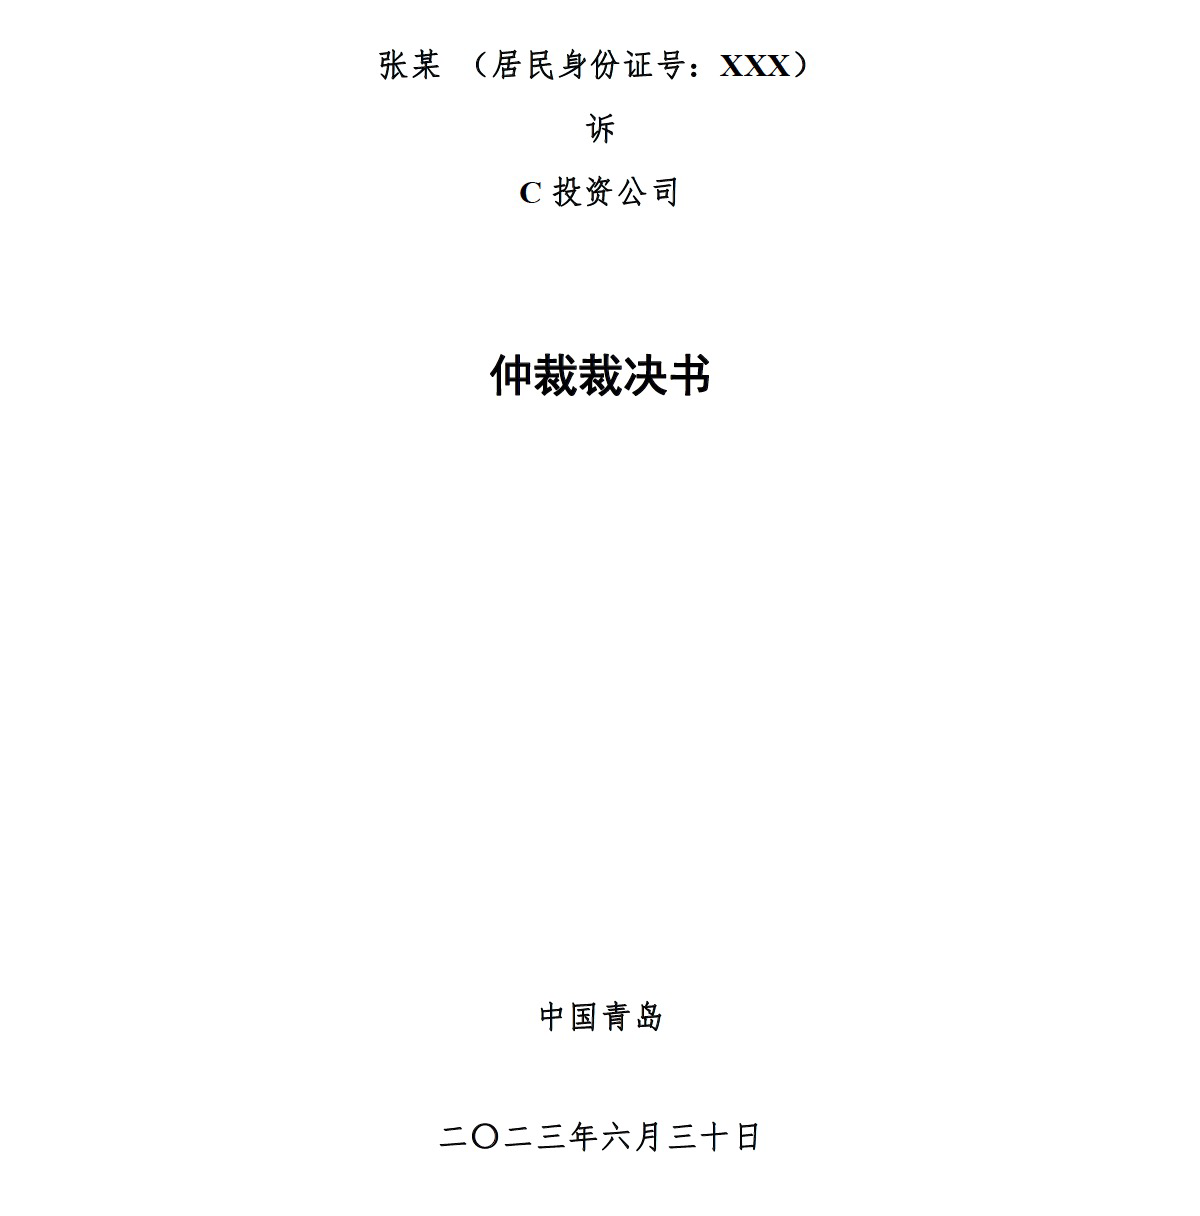 张某 （居民身份证号：XXX）
诉
C 投资公司
仲裁裁决书
中国青岛
二〇二三年六月三十日